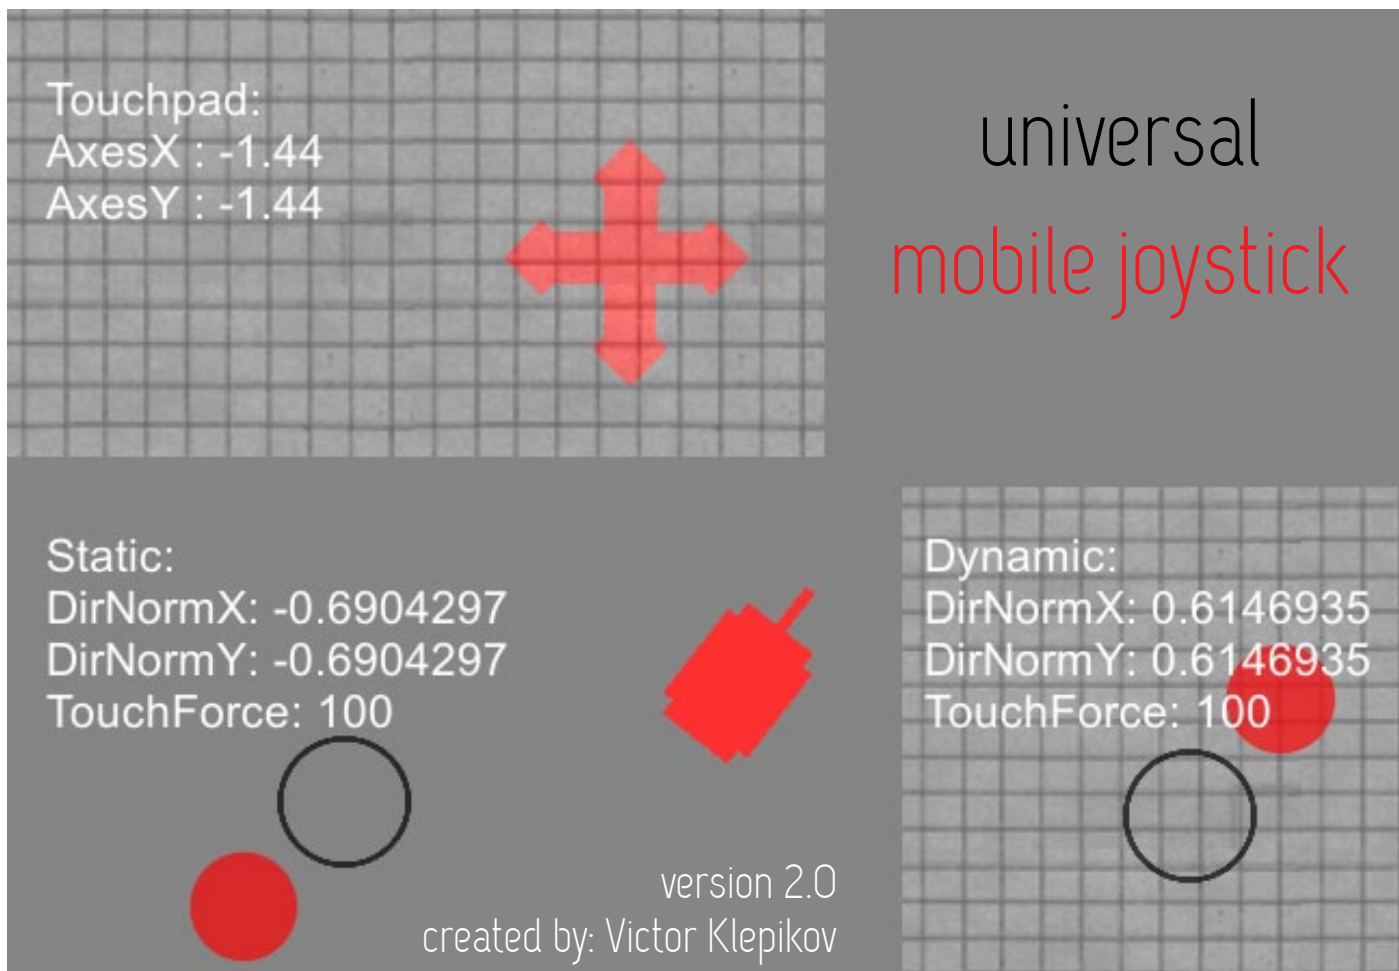 Touchpad:
AxesX : -1.44
AxesY : -1.44
universal
mobile joystick
Static:
DirNormX: -0.6904297
DirNormY: -0.6904297
TouchForce: 100
Dynamic:
DirNormX: 0.6146935
DirNormY: 0.6146935
TouchForce: 100
version 2.0
created by: Victor Klepikov